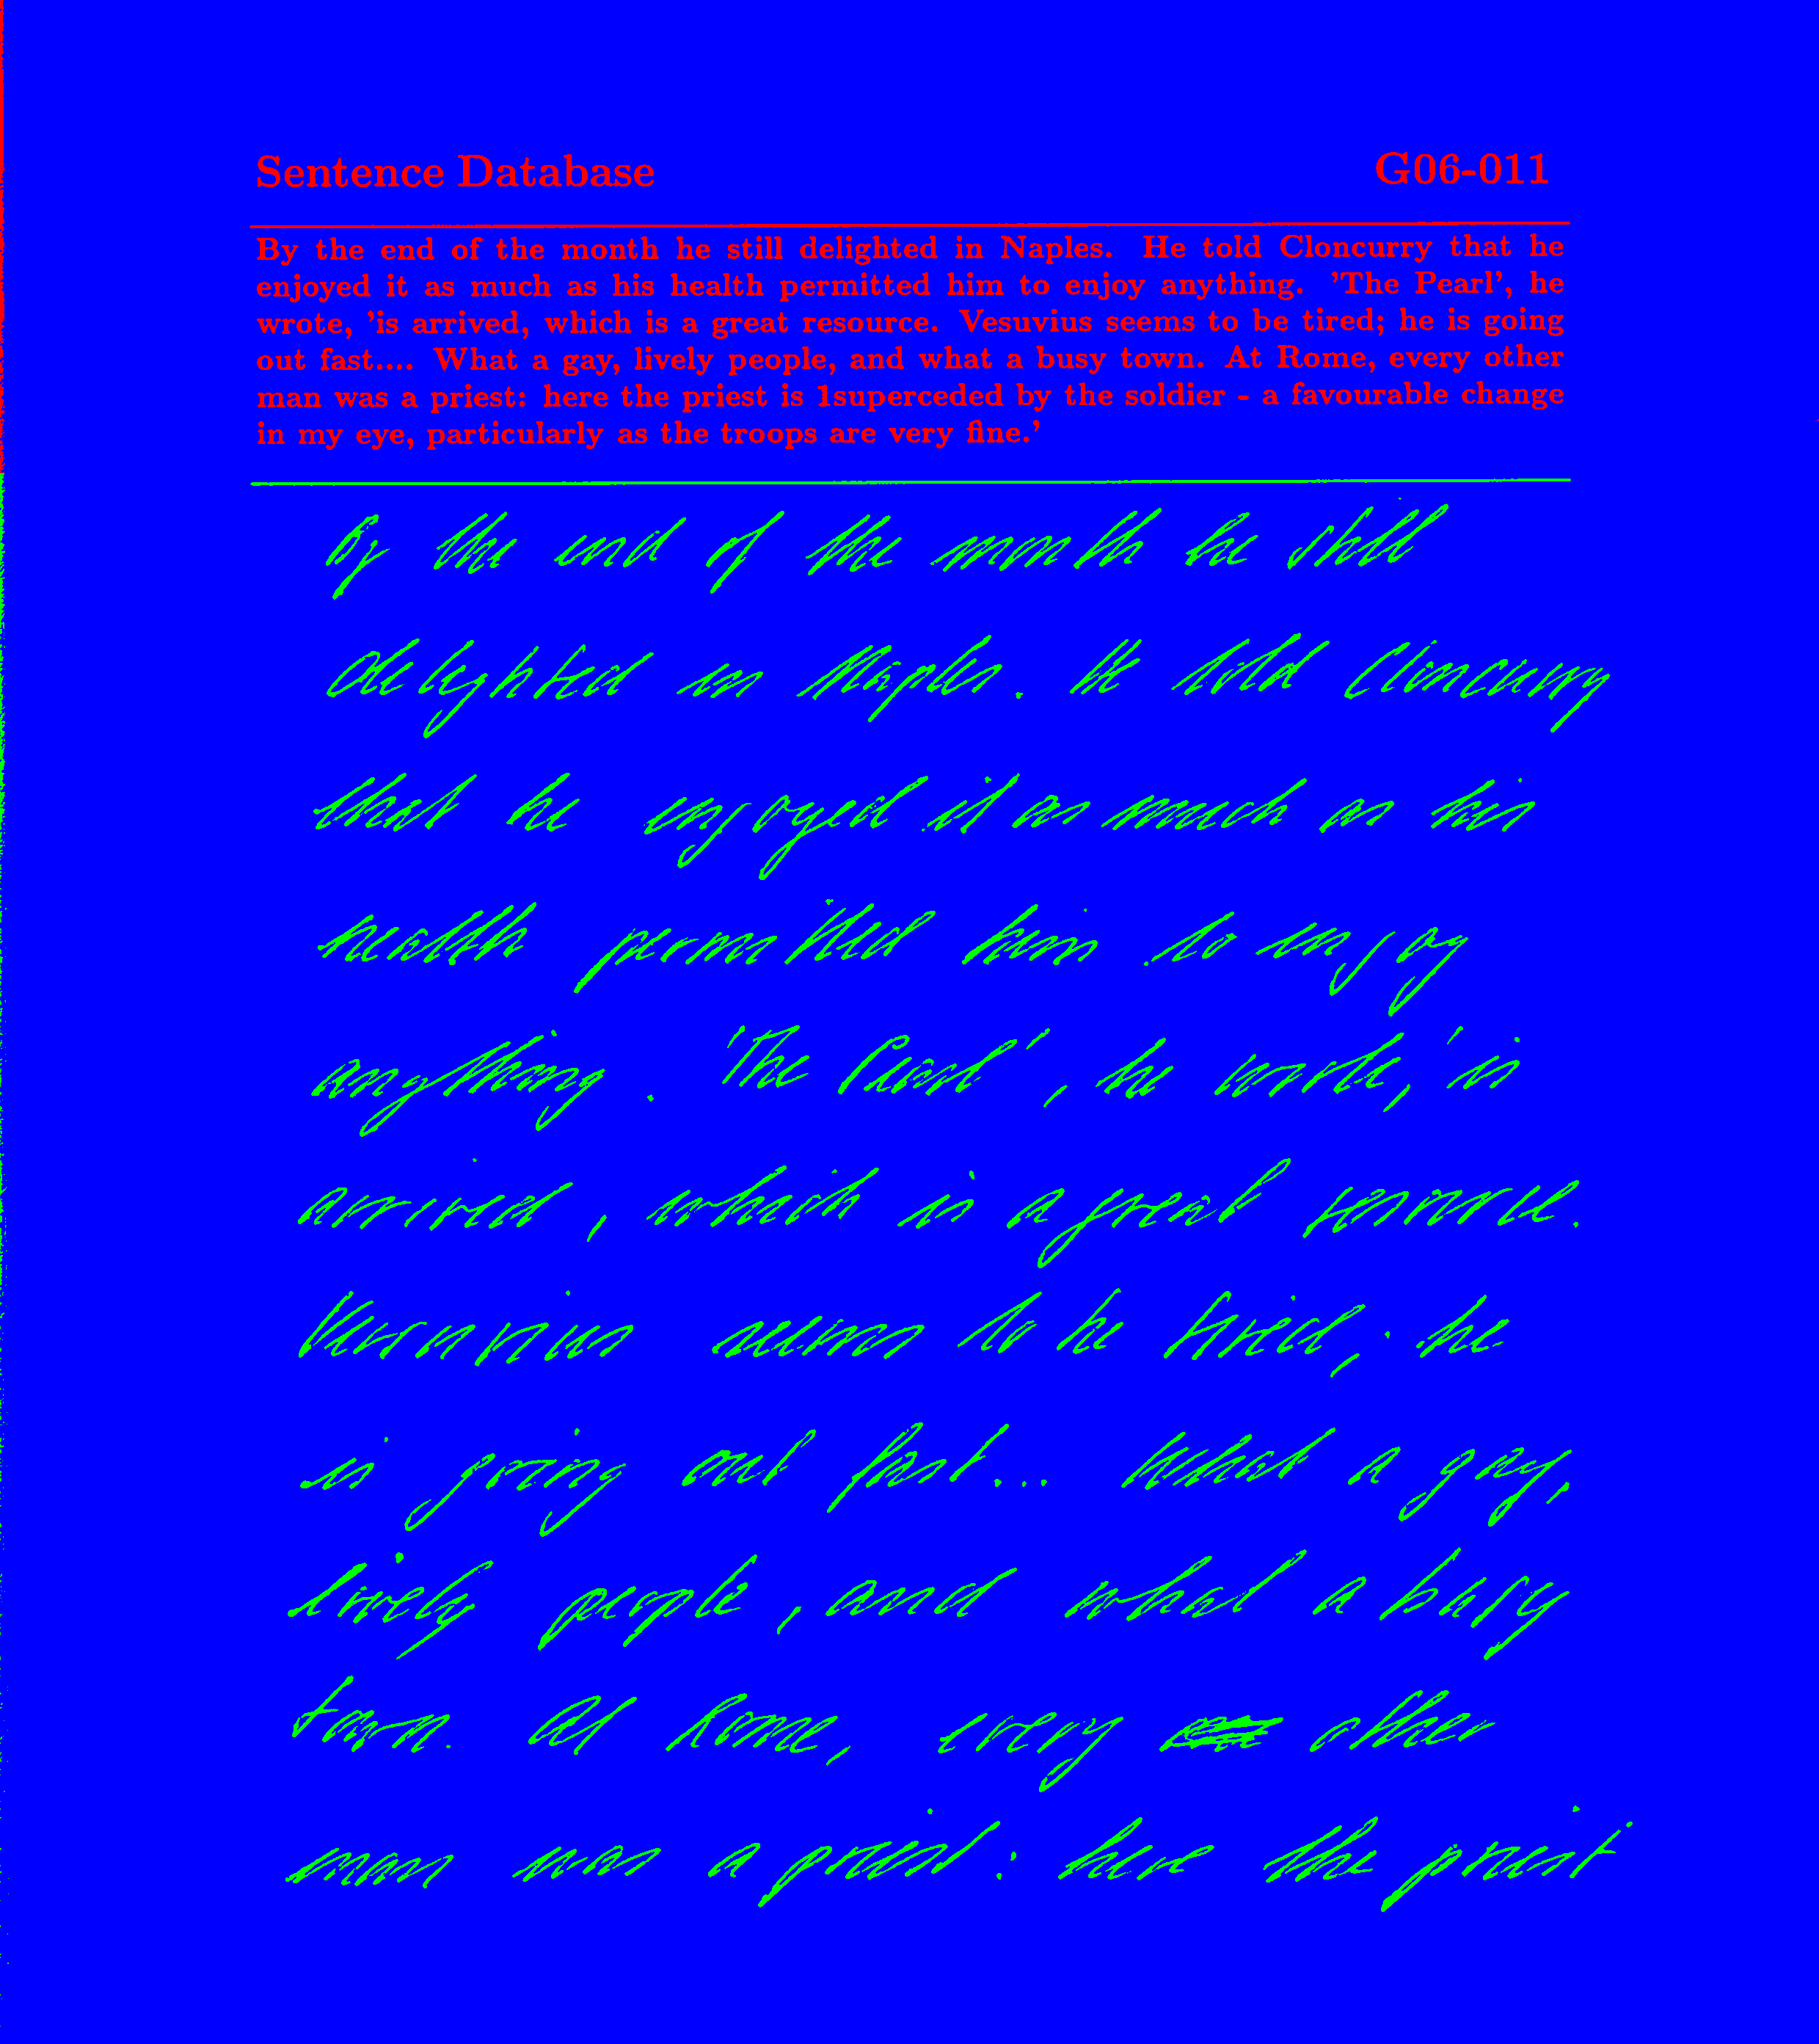 Sentence Database G06-011
By the end of the month he still delighted in Naples. He told Cloncurry that he
enjoyed it as much as his health permitted him to enjoy anything. 'The Pearl', he
wrote, 'is arrived, which is a great resource. Vesuvius seems to be tired; he is going
out fast.... What a gay, lively people, and what a busy town. At Rome, every other
man was a priest: here the priest is 1superceded by the soldier - a favourable change
in my eye, particularly as the troops are very fine.'
By the end of the month he still
delighted in Naples. He told Cloncurry
that he enjoyed it as much as his
health permitted him to enjoy
anything. 'The Pearl', he wrote, 'is
arrived, which is a great resource.
Vesuvius seems to be tired; he
is going out fast... What a gay,
lively people, and what a busy
town. At Rome, every other
man was a priest: here the priest